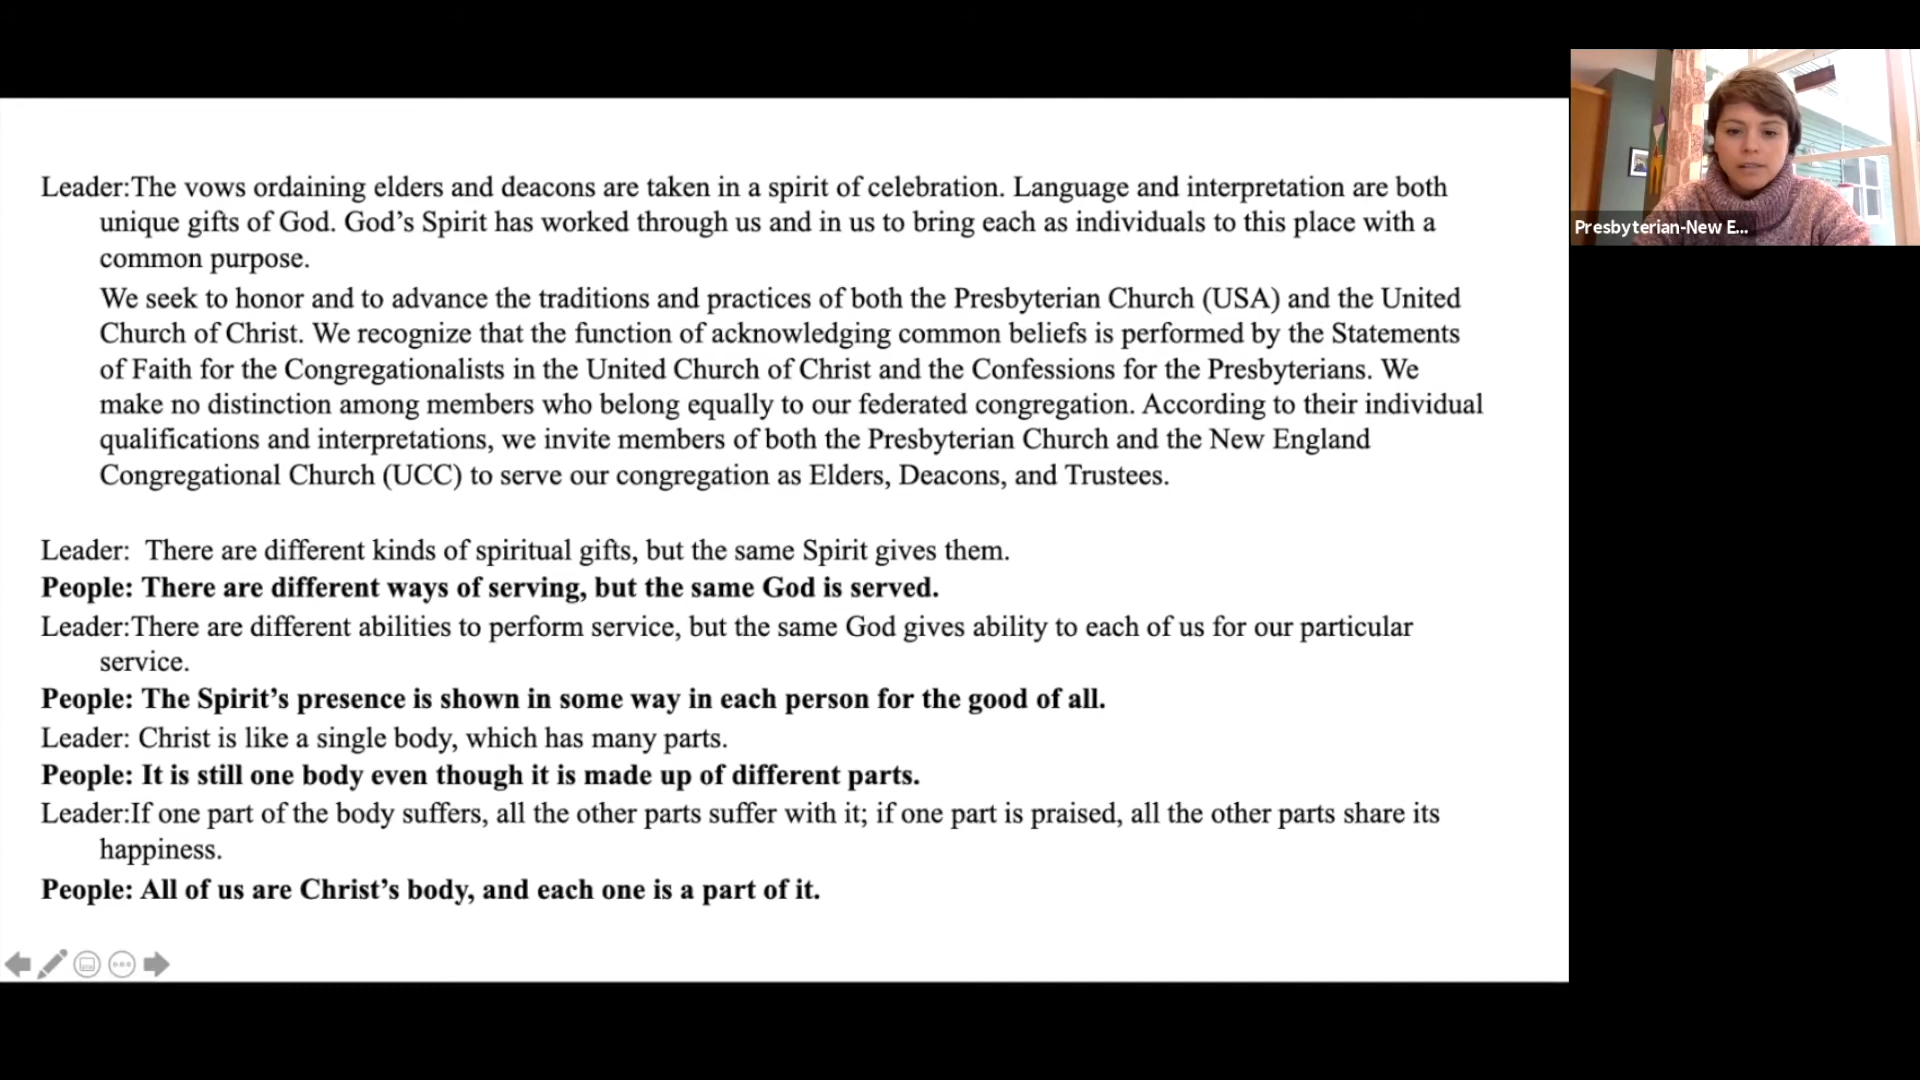 Leader:The vows ordaining elders and deacons are taken in a spirit of celebration. Language and interpretation are both
unique gifts of God. God’s Spirit has worked through us and in us to bring each as individuals to this place with a
common purpose.
We seek to honor and to advance the traditions and practices of both the Presbyterian Church (USA) and the United
Church of Christ. We recognize that the function of acknowledging common beliefs is performed by the Statements
of Faith for the Congregationalists in the United Church of Christ and the Confessions for the Presbyterians. We
make no distinction among members who belong equally to our federated congregation. According to their individual
qualifications and interpretations, we invite members of both the Presbyterian Church and the New England
Congregational Church (UCC) to serve our congregation as Elders, Deacons, and Trustees.
Leader: There are different kinds of spiritual gifts, but the same Spirit gives them.
People: There are different ways of serving, but the same God is served.
Leader:There are different abilities to perform service, but the same God gives ability to each of us for our particular
service.
People: The Spirit’s presence is shown in some way in each person for the good of all.
Leader: Christ is like a single body, which has many parts.
People: It is still one body even though it is made up of different parts.
Leader:If one part of the body suffers, all the other parts suffer with it; if one part is praised, all the other parts share its
happiness.
People: All of us are Christ’s body, and each one is a part of it.
Presbyterian-New E...